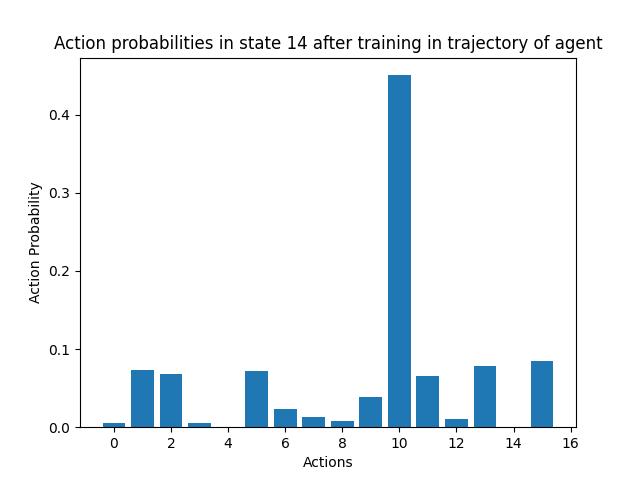 Action probabilities in state 14 after training in trajectory of agent
Action Probability
0.4
0.3
0.2
0.1
0.0
0 2 4 6 8 10 12 14 16
Actions